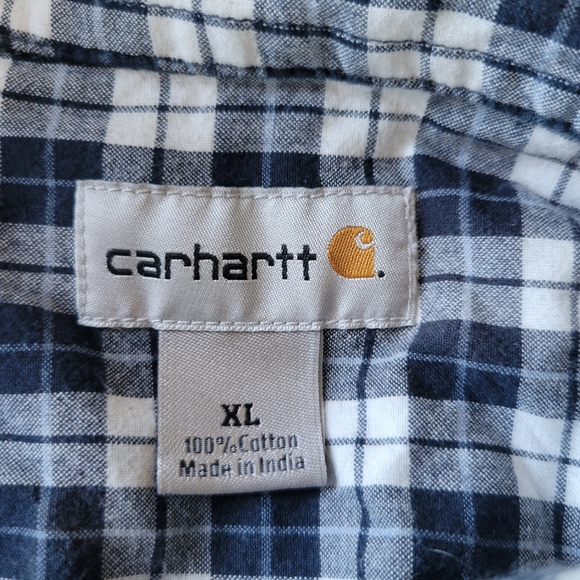 carhartt
XL
100% Cotton
Made in India